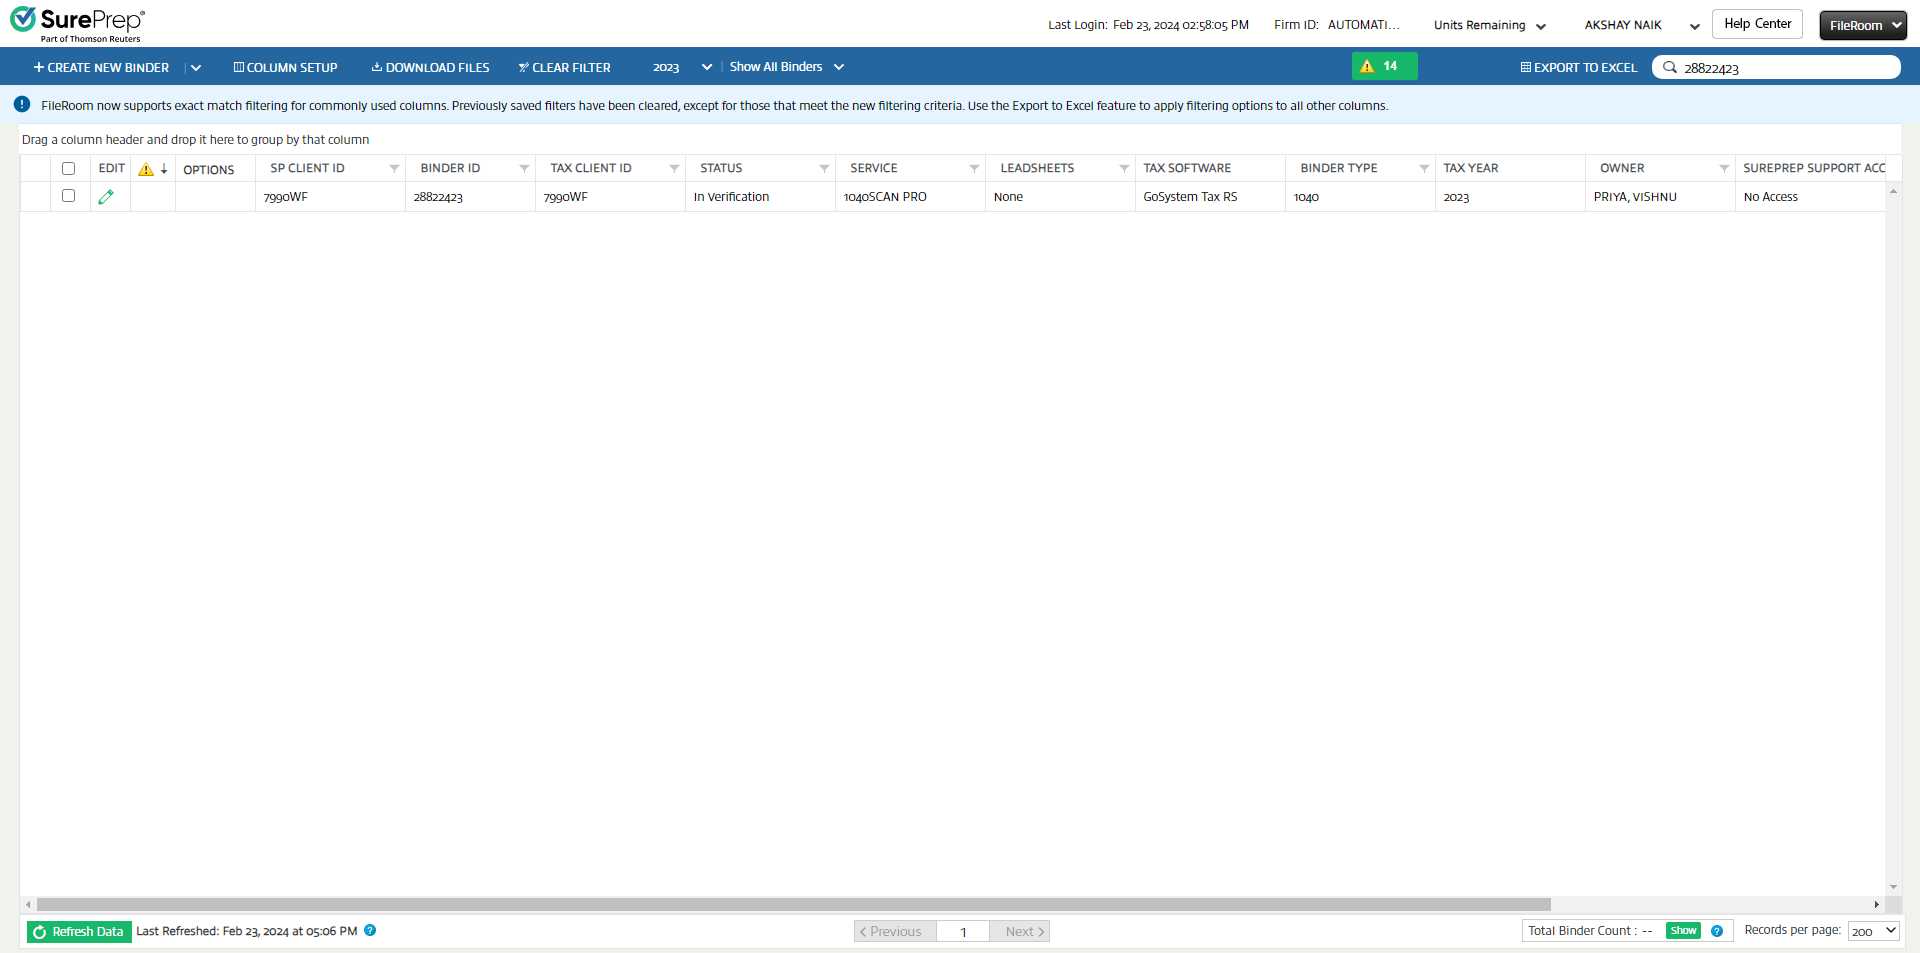 SurePrep®
Part of Thomson Reuters
Last Login: Feb 23, 2024 02:58:05 PM Firm ID: AUTOMATI... Units Remaining AKSHAY NAIK Help Center FileRoom
CREATE NEW BINDER COLUMN SETUP DOWNLOAD FILES CLEAR FILTER 2023 Show All Binders 14 EXPORT TO EXCEL 28822423
FileRoom now supports exact match filtering for commonly used columns. Previously saved filters have been cleared, except for those that meet the new filtering criteria. Use the Export to Excel feature to apply filtering options to all other columns.
Drag a column header and drop it here to group by that column
EDIT OPTIONS SP CLIENT ID BINDER ID TAX CLIENT ID STATUS SERVICE LEADSHEETS TAX SOFTWARE BINDER TYPE TAX YEAR OWNER SUREPREP SUPPORT ACC
7990WF 28822423 7990WF In Verification 1040SCAN PRO None GoSystem Tax RS 1040 2023 PRIYA, VISHNU No Access
Refresh Data Last Refreshed: Feb 23, 2024 at 05:06 PM ? < Previous 1 Next > Total Binder Count : -- Show ? Records per page: 200